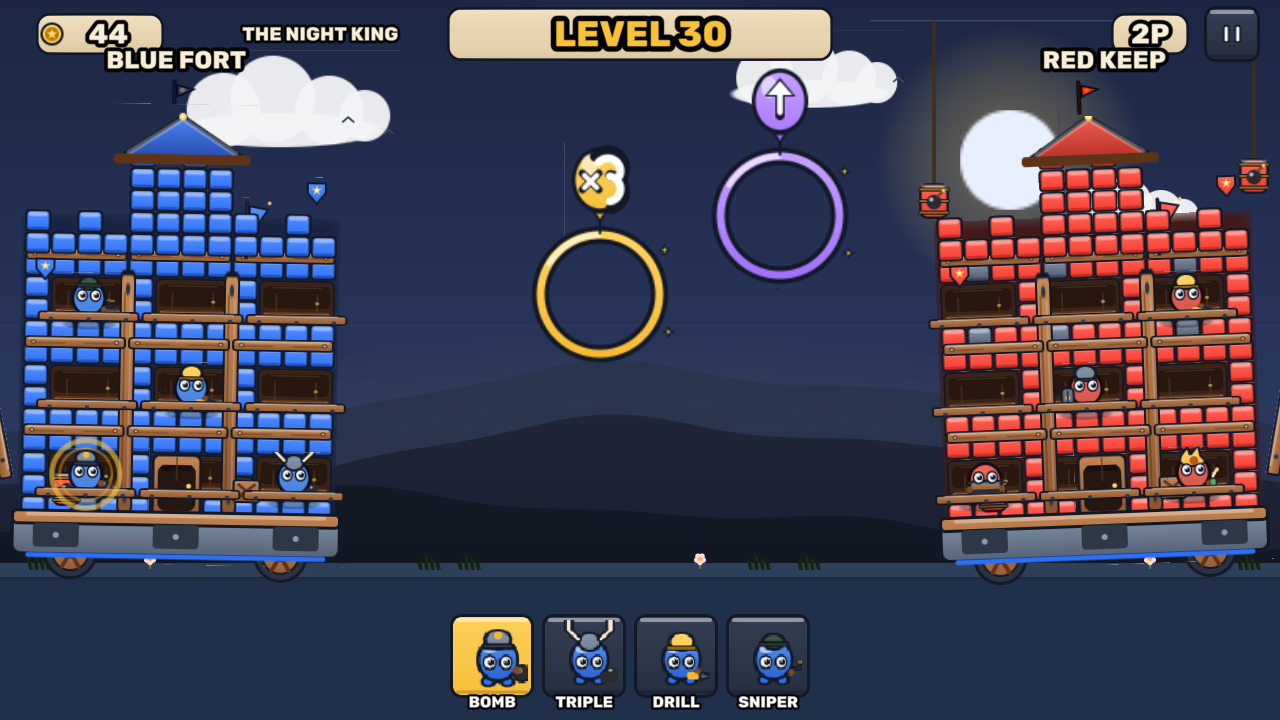 44
THE NIGHT KING
LEVEL 30
2P
BLUE FORT
RED KEEP
×3
BOMB
TRIPLE
DRILL
SNIPER